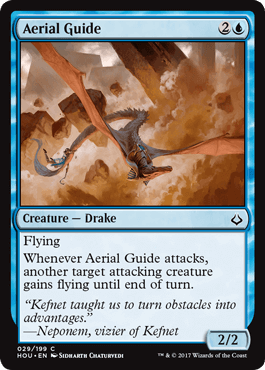 Aerial Guide 2
Creature — Drake
Flying
Whenever Aerial Guide attacks,
another target attacking creature
gains flying until end of turn.
“Kefnet taught us to turn obstacles into
advantages.”
—Neponem, vizier of Kefnet
2/2
029/199 C
HOU • EN SIDHARTH CHATURVEDI
™ & © 2017 Wizards of the Coast